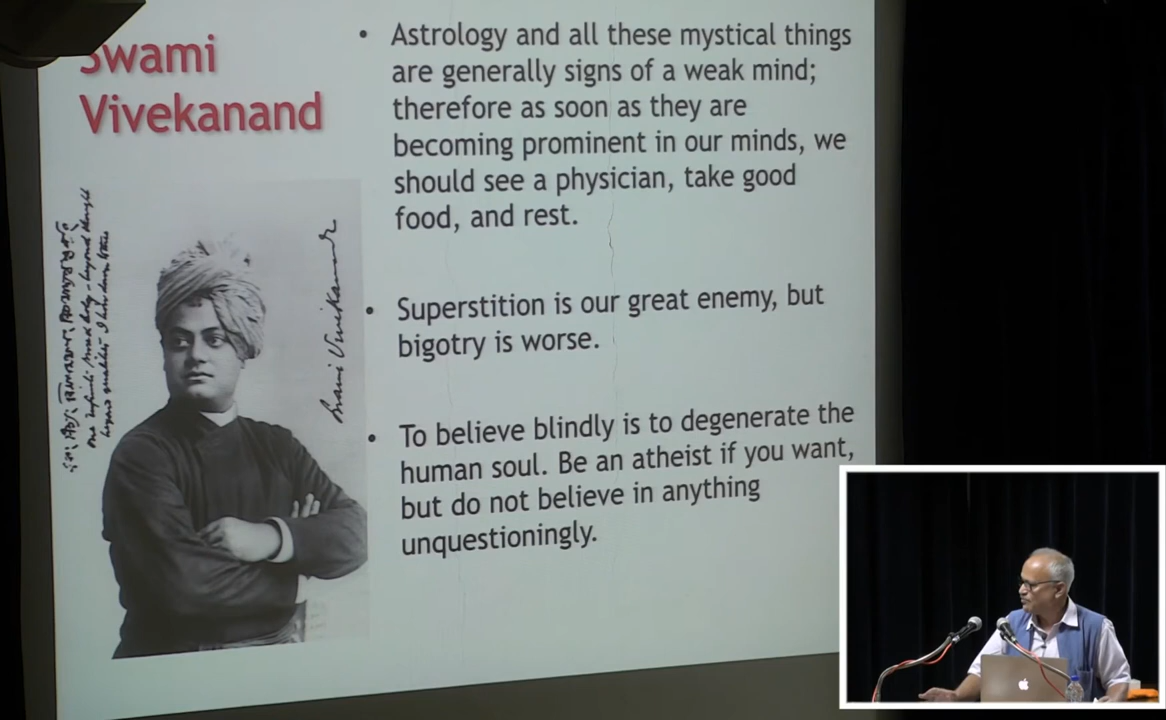 Swami
Vivekanand
• Astrology and all these mystical things
are generally signs of a weak mind;
therefore as soon as they are
becoming prominent in our minds, we
should see a physician, take good
food, and rest.
• Superstition is our great enemy, but
bigotry is worse.
• To believe blindly is to degenerate the
human soul. Be an atheist if you want,
but do not believe in anything
unquestioningly.
Swami Vivekananda